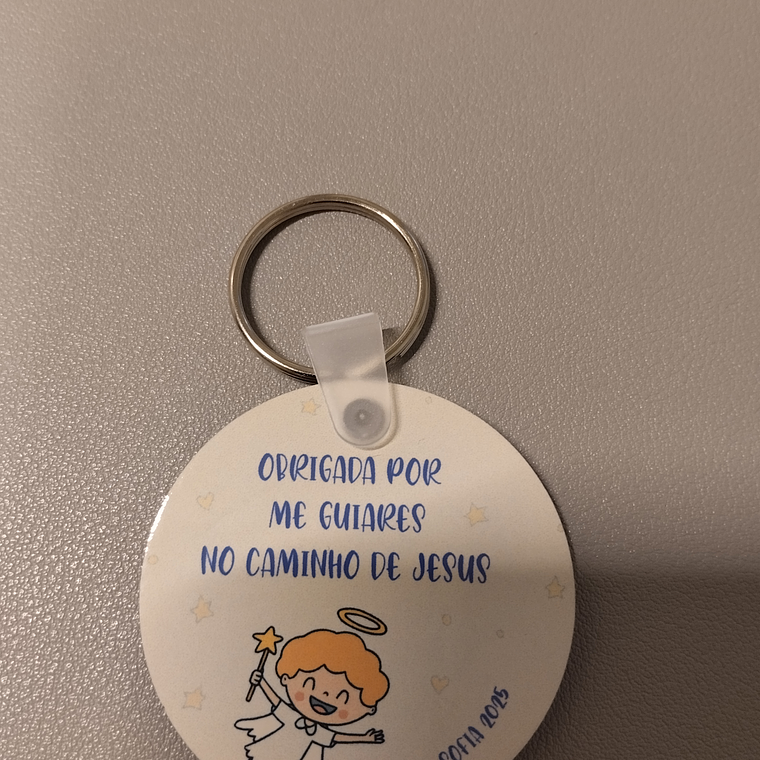 OBRIGADA POR
ME GUIARES
NO CAMINHO DE JESUS
SOFIA 2025